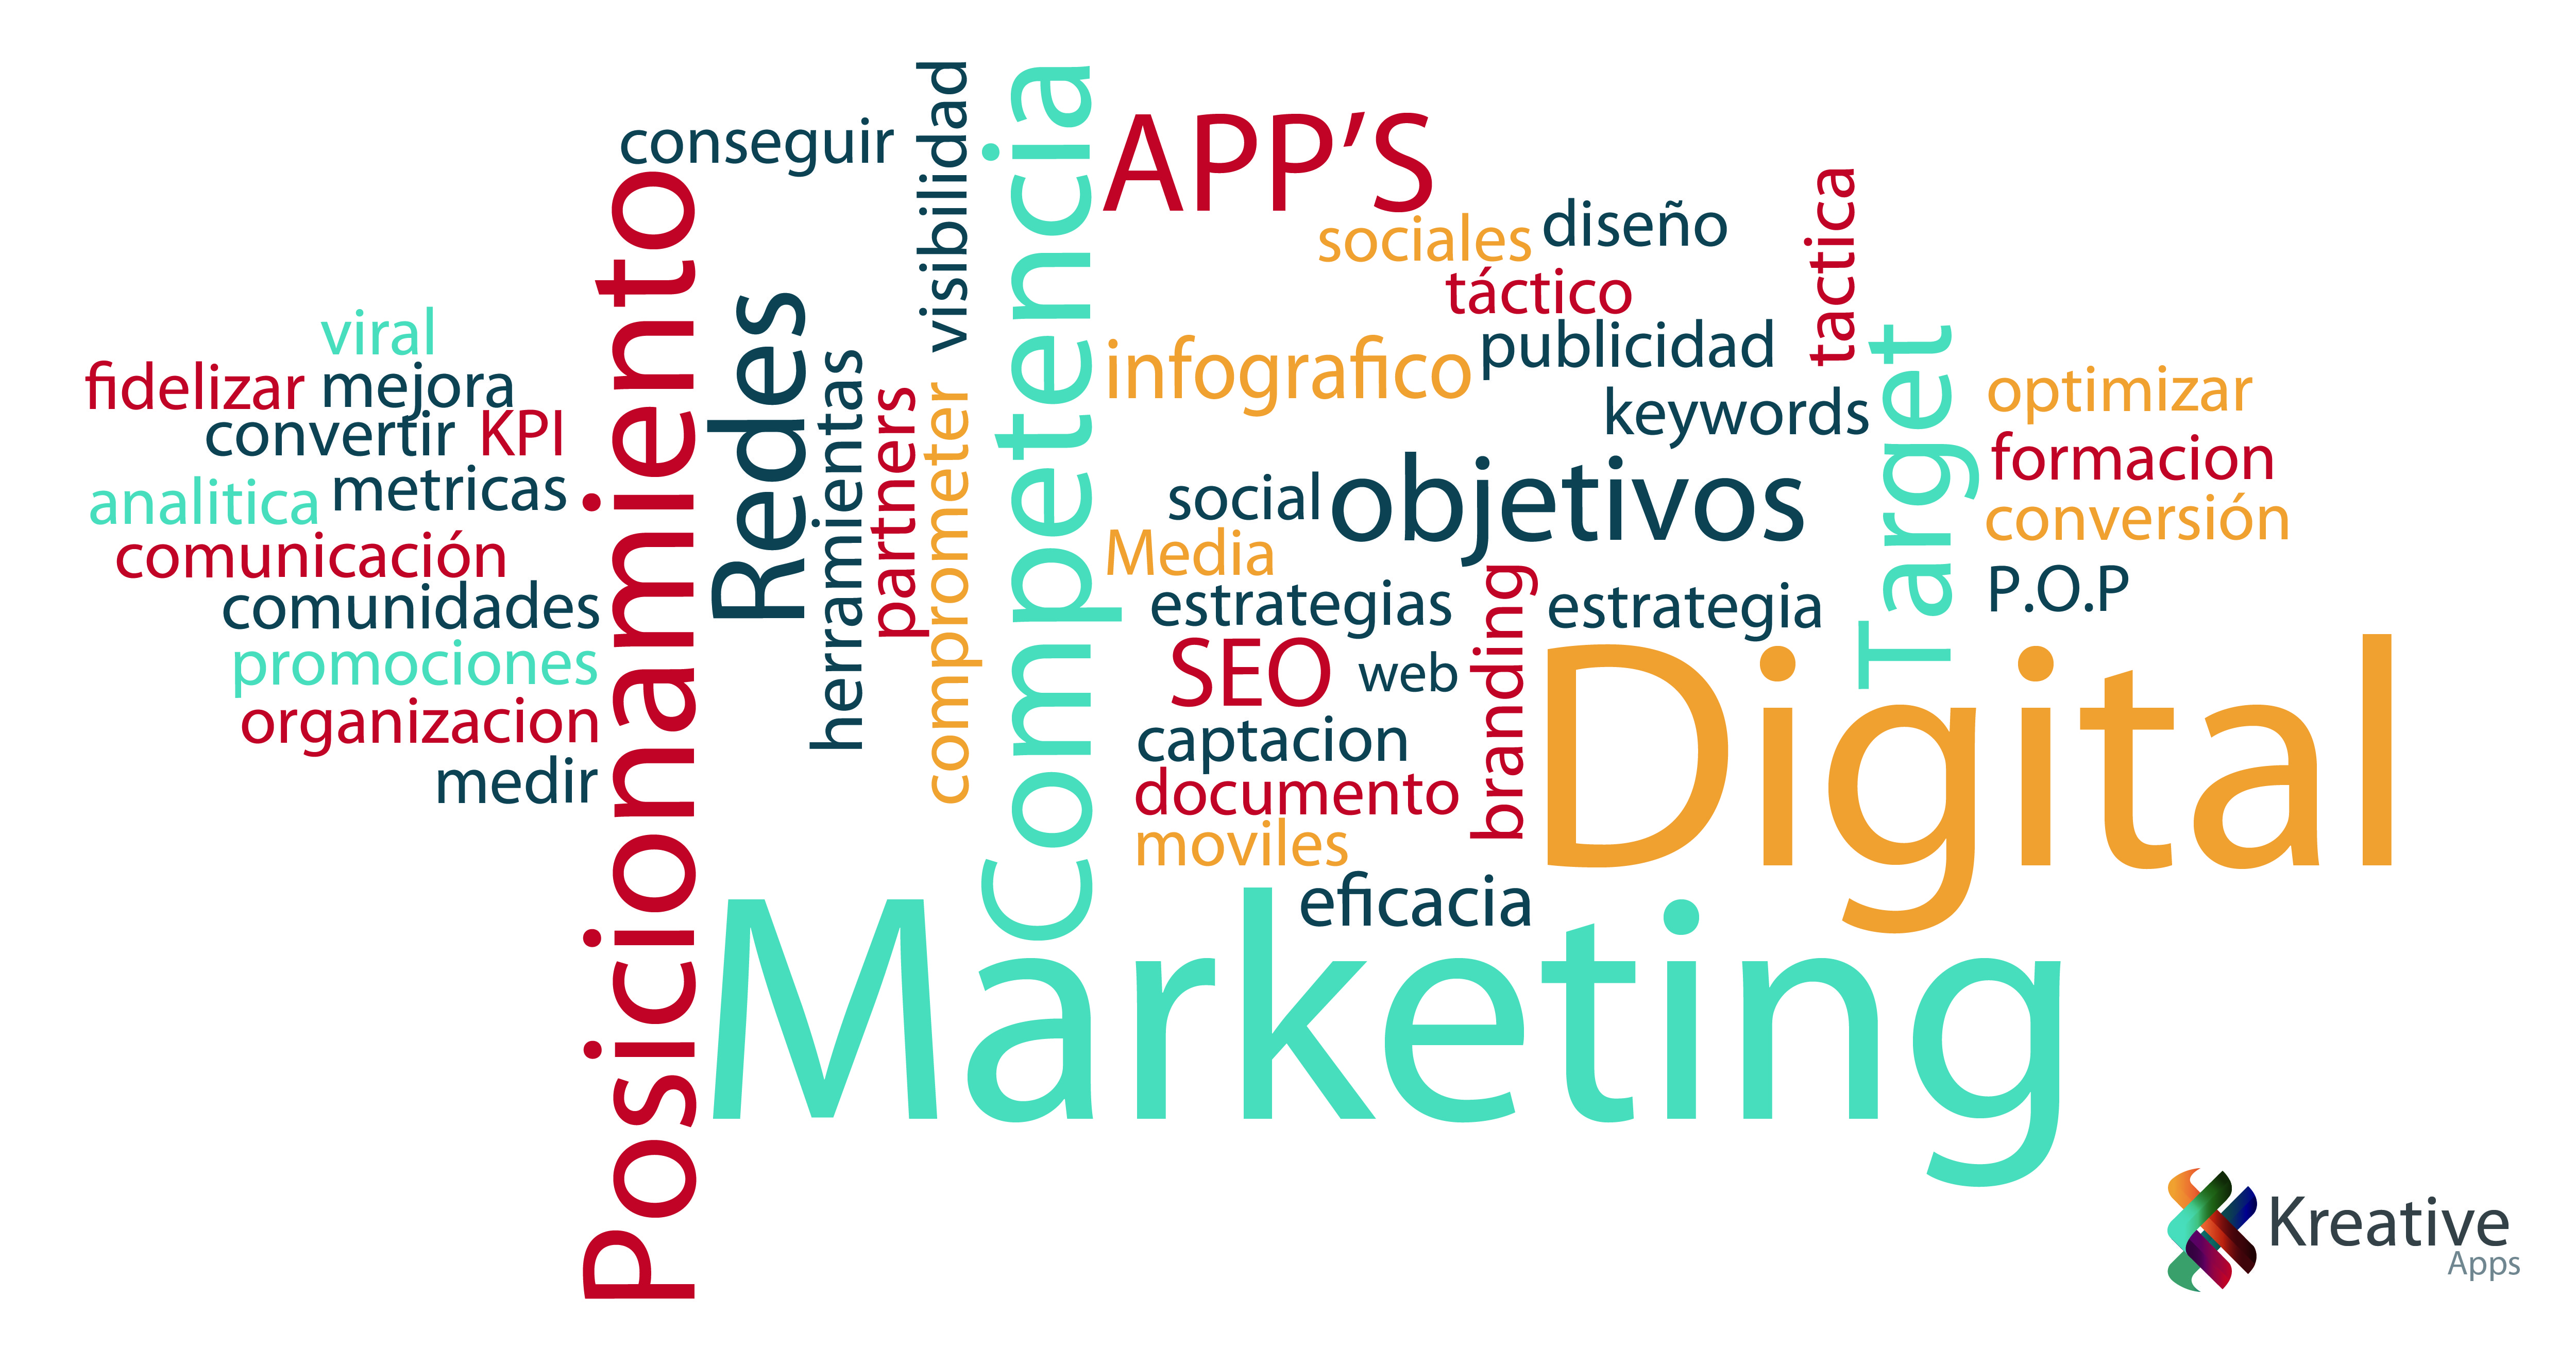 viral
fidelizar
mejora
convertir
KPI
analitica
metricas
comunicación
comunidades
promociones
organizacion
medir
Posicionamiento
conseguir
Redes
herramientas
partners
visibilidad
comprometer
Competencia
APP’S
sociales
diseño
táctico
tactica
infografico
publicidad
keywords
social
objetivos
Media
estrategias
branding
estrategia
SEO
web
captacion
documento
moviles
eficacia
Target
optimizar
formacion
conversión
P.O.P
Digital
Marketing
Kreative
Apps